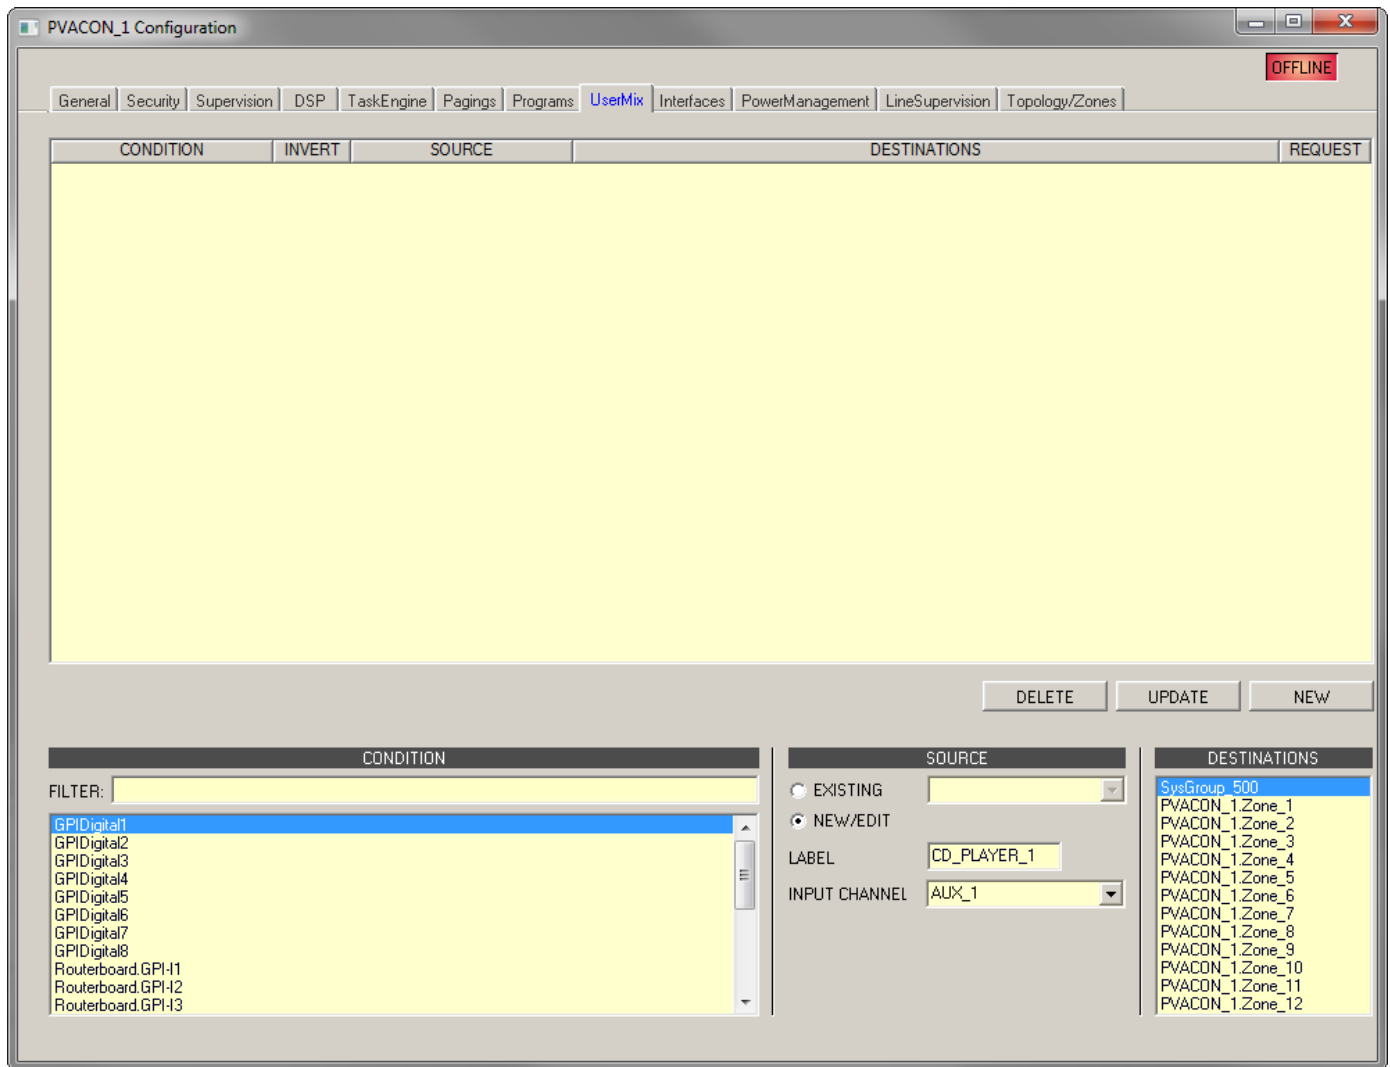 PVACON_1 Configuration
OFFLINE
General Security Supervision DSP TaskEngine Pagings Programs UserMix Interfaces PowerManagement LineSupervision Topology/Zones
CONDITION INVERT SOURCE DESTINATIONS REQUEST
DELETE UPDATE NEW
CONDITION
FILTER:
GPIDigital1
GPIDigital2
GPIDigital3
GPIDigital4
GPIDigital5
GPIDigital6
GPIDigital7
GPIDigital8
Routerboard.GPI-I1
Routerboard.GPI-I2
Routerboard.GPI-I3
SOURCE
EXISTING
NEW/EDIT
LABEL CD_PLAYER_1
INPUT CHANNEL AUX_1
DESTINATIONS
SysGroup_500
PVACON_1.Zone_1
PVACON_1.Zone_2
PVACON_1.Zone_3
PVACON_1.Zone_4
PVACON_1.Zone_5
PVACON_1.Zone_6
PVACON_1.Zone_7
PVACON_1.Zone_8
PVACON_1.Zone_9
PVACON_1.Zone_10
PVACON_1.Zone_11
PVACON_1.Zone_12